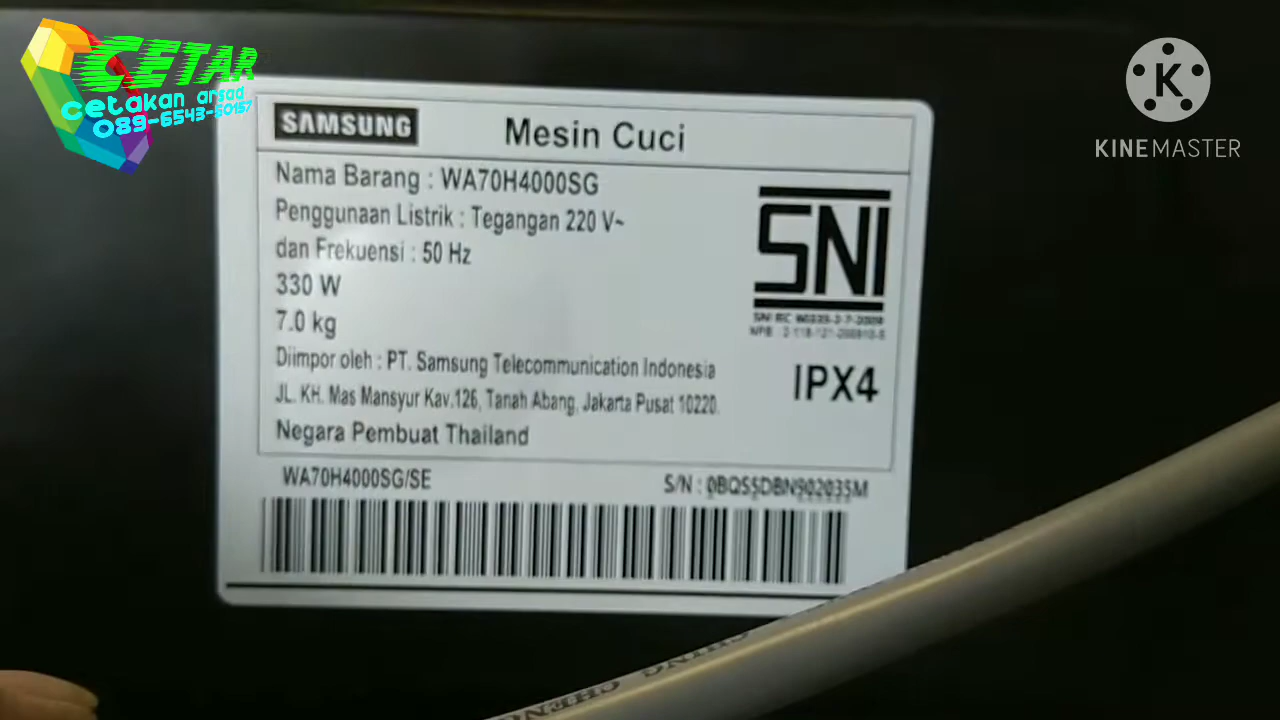 CETAR
cetakan arsad
089-6543-60157
K
KINEMASTER
SAMSUNG
Mesin Cuci
Nama Barang : WA70H4000SG
Penggunaan Listrik : Tegangan 220 V~
dan Frekuensi : 50 Hz
330 W
7.0 kg
SNI
Diimpor oleh : PT. Samsung Telecommunication Indonesia
JL. KH. Mas Mansyur Kav.126, Tanah Abang, Jakarta Pusat 10220.
IPX4
Negara Pembuat Thailand
WA70H4000SG/SE
S/N : 0BQS5DBN902035M